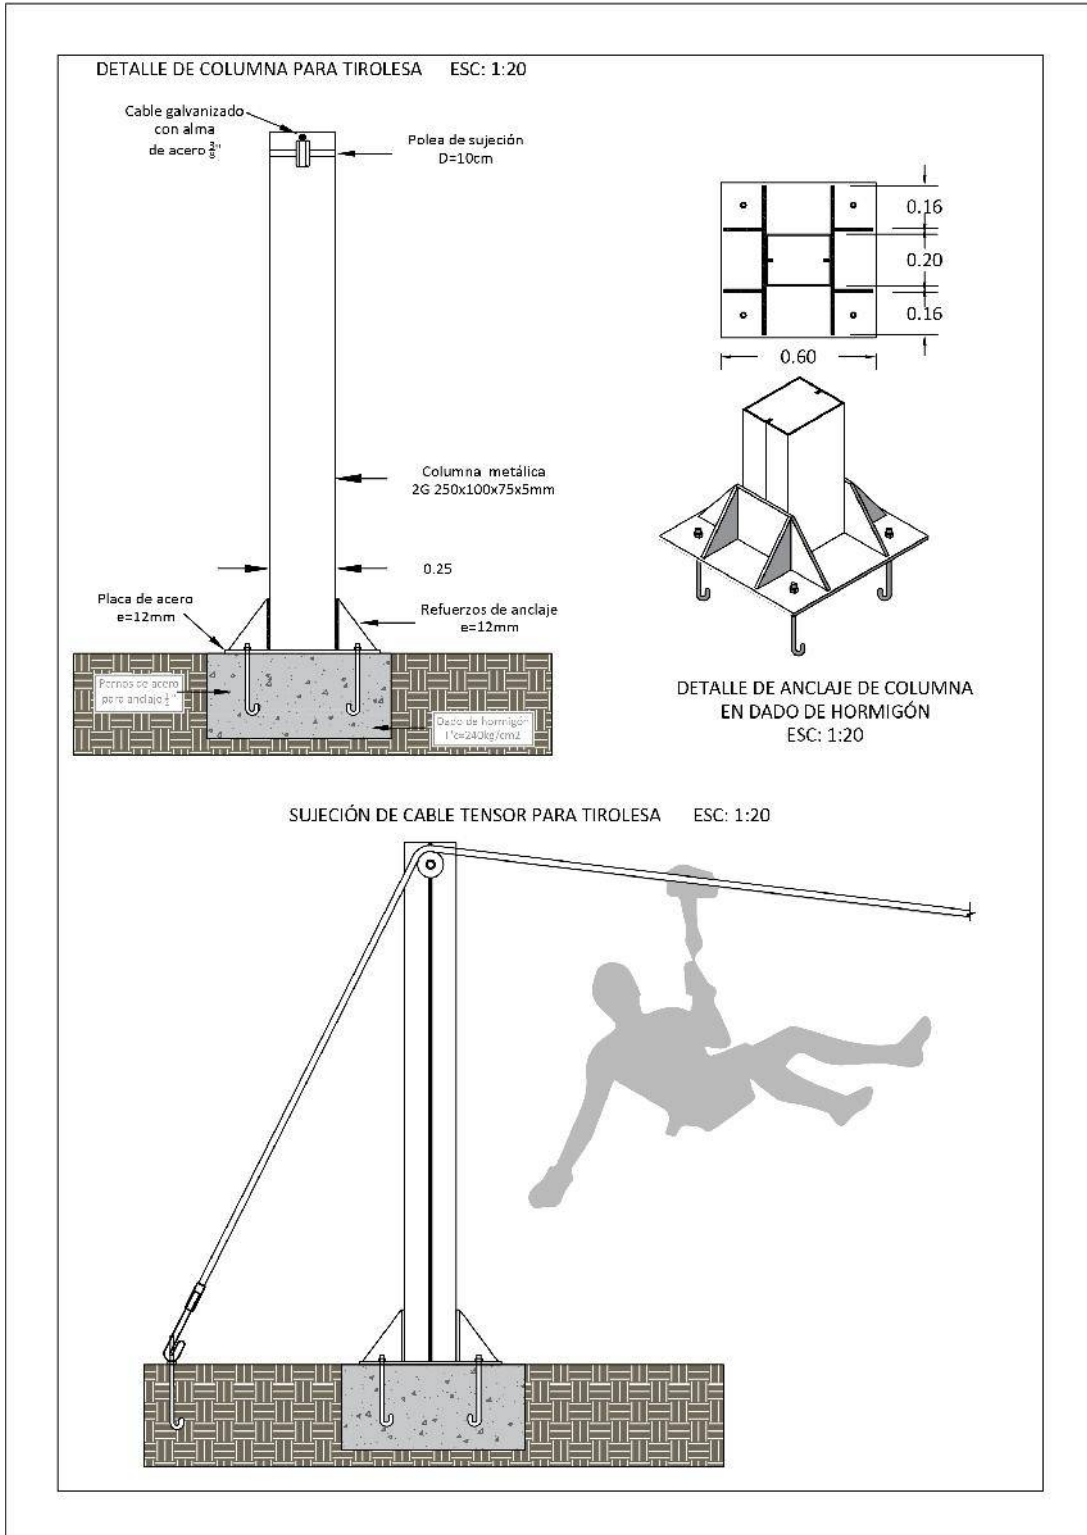 DETALLE DE COLUMNA PARA TIROLESA ESC: 1:20
Cable galvanizado
con alma
de acero
Polea de sujeción
D=10cm
0.16
0.20
0.16
0.60
Columna metálica
2G 250x100x75x5mm
0.25
Placa de acero
e=12mm
Refuerzos de anclaje
e=12mm
Pernos de acero
para anclaje ½"
Dado de hormigón
f'c=240kg/cm2
DETALLE DE ANCLAJE DE COLUMNA
EN DADO DE HORMIGÓN
ESC: 1:20
SUJECIÓN DE CABLE TENSOR PARA TIROLESA ESC: 1:20